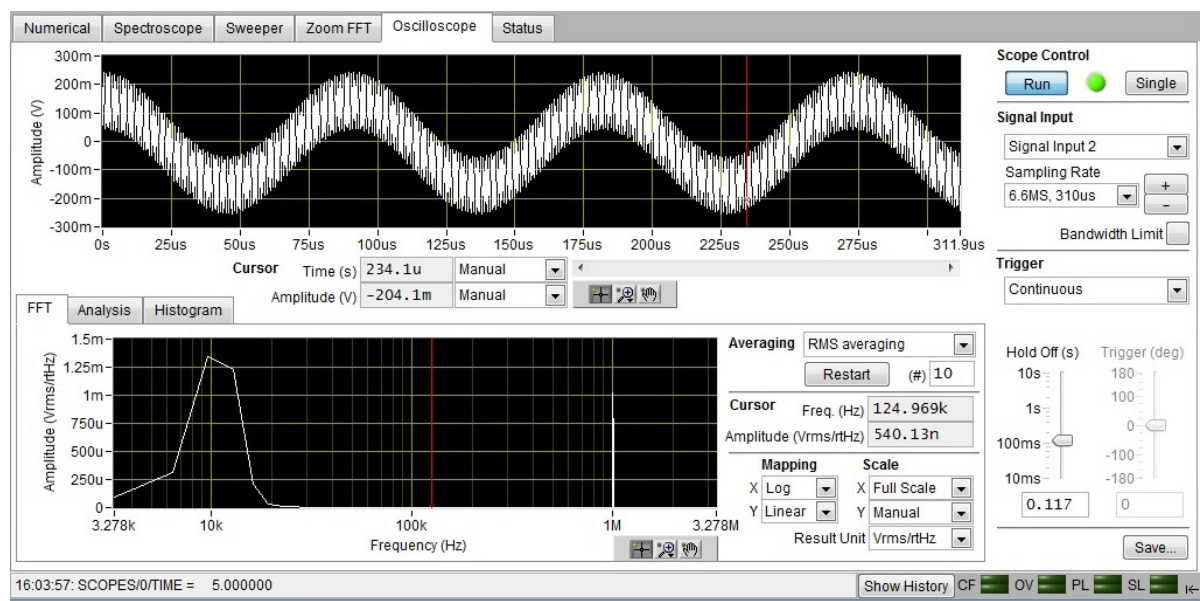 Numerical Spectroscope Sweeper Zoom FFT Oscilloscope Status
Amplitude (V)
300m
200m
100m
0
-100m
-200m
-300m
0s 25us 50us 75us 100us 125us 150us 175us 200us 225us 250us 275us 311.9us
Cursor Time (s) 234.1u Manual
Amplitude (V) -204.1m Manual
Scope Control
Run Single
Signal Input
Signal Input 2
Sampling Rate
6.6MS, 310us
+
-
Bandwidth Limit
Trigger
Continuous
Hold Off (s) Trigger (deg)
10s 180
100
1s
0
100ms
-100
10ms -180
0.117 0
Save...
FFT Analysis Histogram
Amplitude (Vrms/rtHz)
1.5m
1.25m
1m
750u
500u
250u
0
3.278k 10k 100k 1M 3.278M
Frequency (Hz)
Averaging RMS averaging
Restart (#) 10
Cursor Freq. (Hz) 124.969k
Amplitude (Vrms/rtHz) 540.13n
Mapping Scale
X Log X Full Scale
Y Linear Y Manual
Result Unit Vrms/rtHz
16:03:57: SCOPES/0/TIME = 5.000000
Show History CF OV PL SL